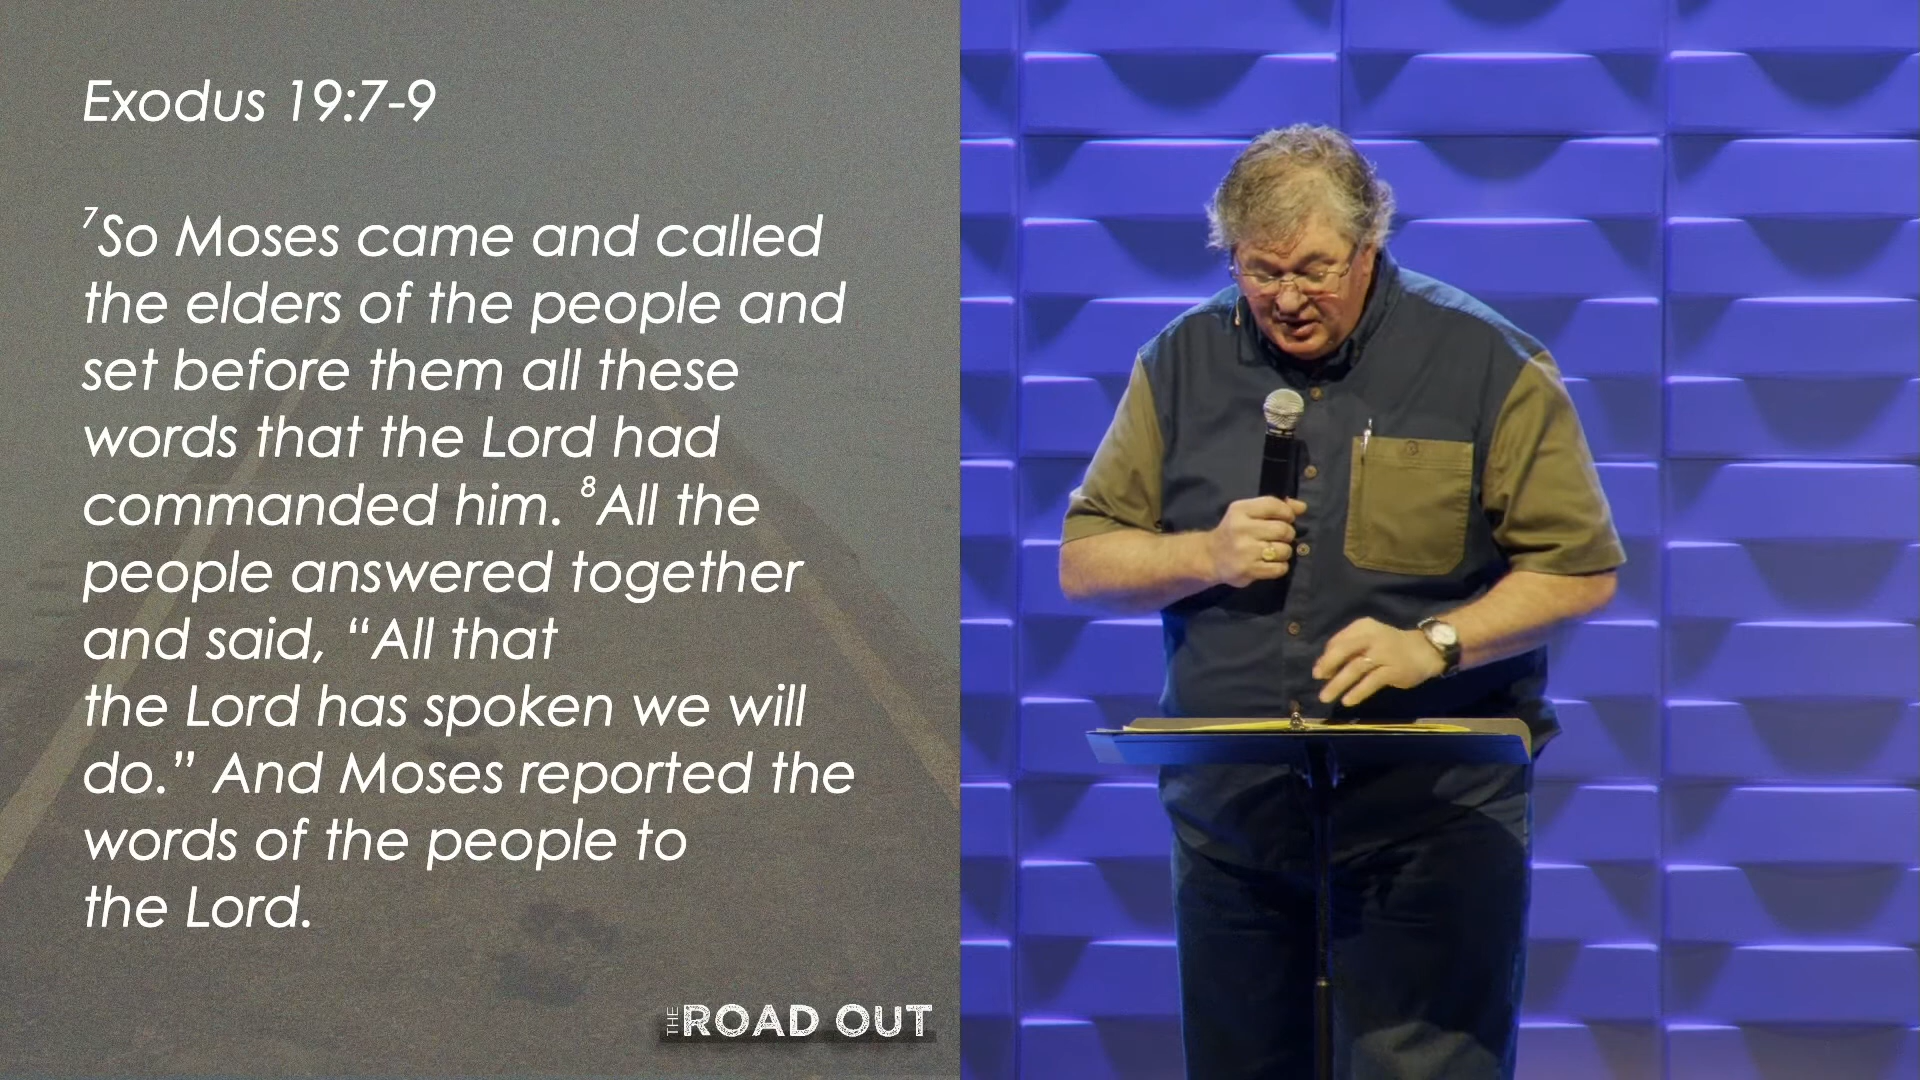 Exodus 19:7-9
⁷So Moses came and called
the elders of the people and
set before them all these
words that the Lord had
commanded him. ⁸All the
people answered together
and said, “All that
the Lord has spoken we will
do.” And Moses reported the
words of the people to
the Lord.
THE ROAD OUT